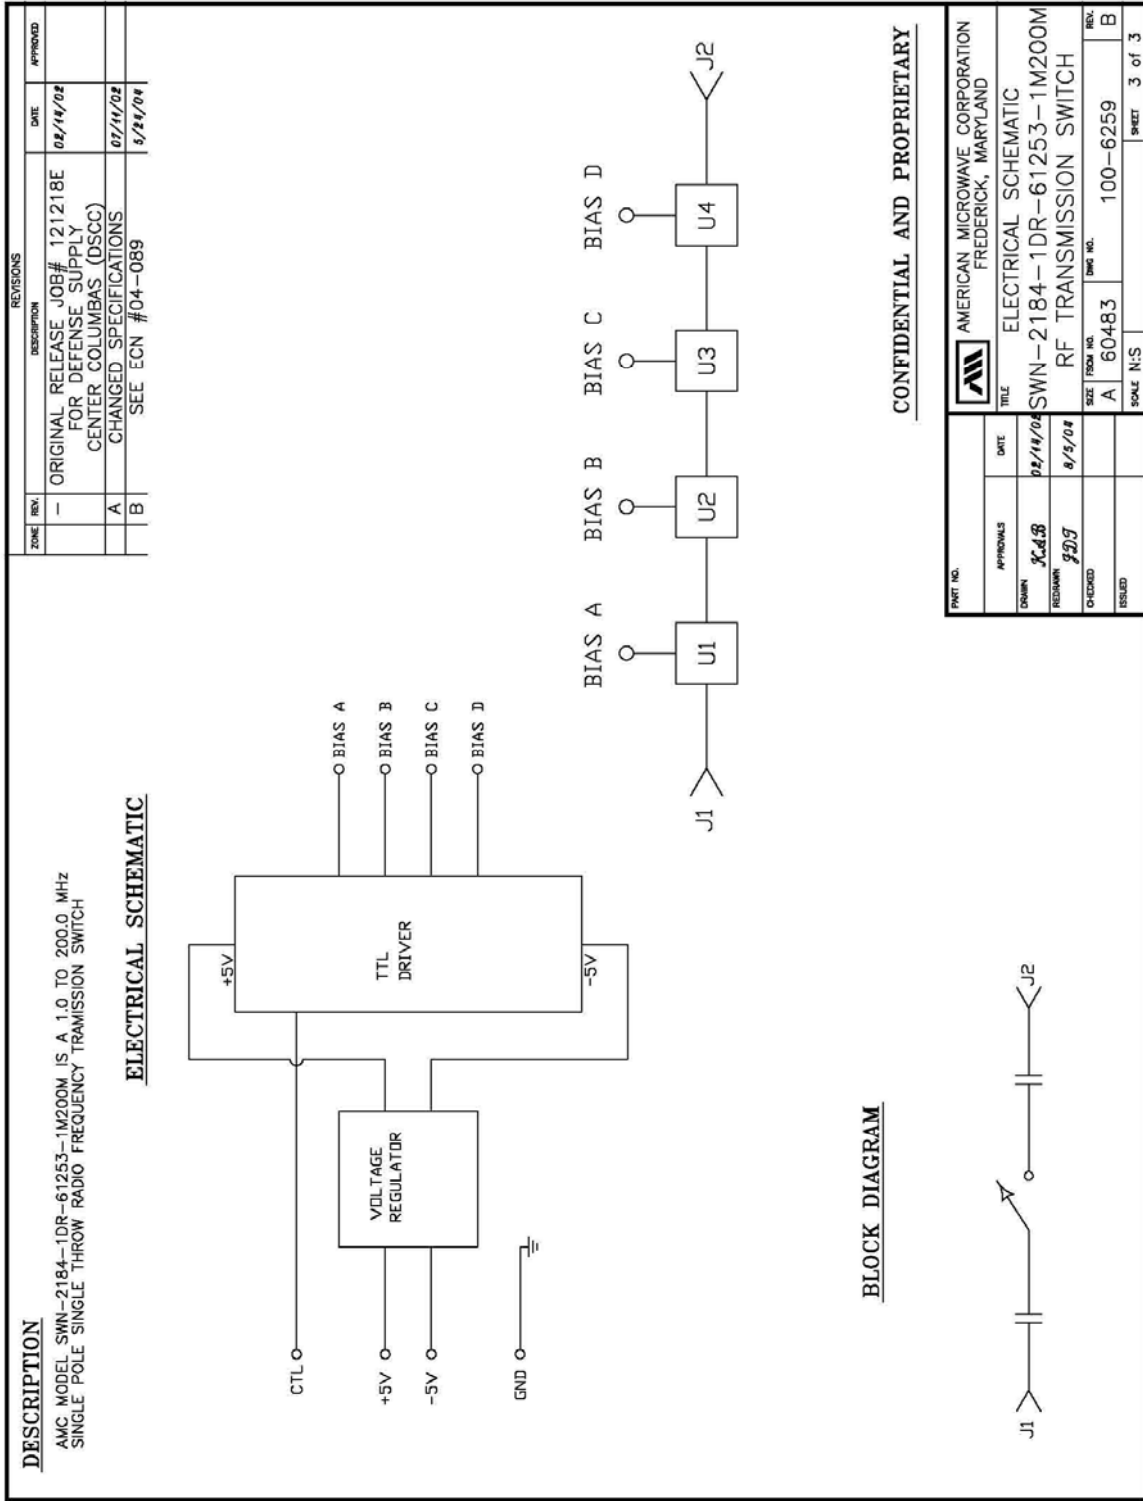 DESCRIPTION
AMC MODEL SWN-2184-1DR-61253-1M200M IS A 1.0 TO 200.0 MHz
SINGLE POLE SINGLE THROW RADIO FREQUENCY TRAMISSION SWITCH
REVISIONS
ZONE REV. DESCRIPTION DATE APPROVED
- ORIGINAL RELEASE JOB# 121218E 02/14/02
FOR DEFENSE SUPPLY
CENTER COLUMBAS (DSCC)
A CHANGED SPECIFICATIONS 07/11/02
B SEE ECN #04-089 5/24/04
ELECTRICAL SCHEMATIC
CTL
+5V
-5V
GND
VOLTAGE
REGULATOR
+5V
TTL
DRIVER
-5V
BIAS A
BIAS B
BIAS C
BIAS D
BIAS A BIAS B BIAS C BIAS D
J1 U1 U2 U3 U4 J2
BLOCK DIAGRAM
J1 J2
CONFIDENTIAL AND PROPRIETARY
PART NO.
APPROVALS DATE
DRAWN KAB 02/14/02
REDRAWN JDJ 8/5/04
CHECKED
ISSUED
AMERICAN MICROWAVE CORPORATION
FREDERICK, MARYLAND
TITLE
ELECTRICAL SCHEMATIC
SWN-2184-1DR-61253-1M200M
RF TRANSMISSION SWITCH
SIZE FSCM NO. DWG NO. REV.
A 60483 100-6259 B
SCALE N:S SHEET 3 of 3